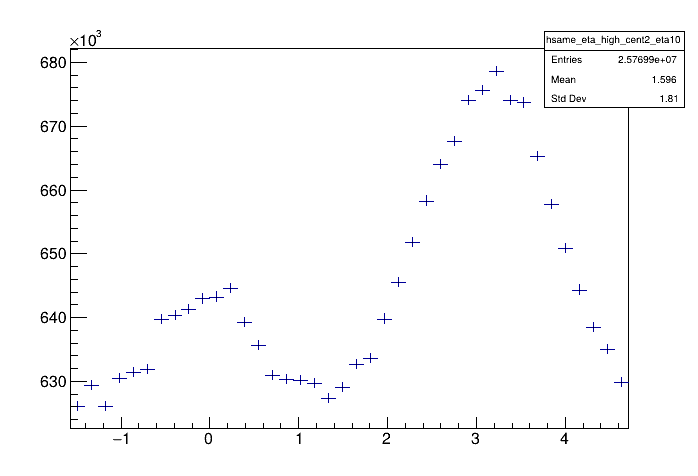 ×10³
hsame_eta_high_cent2_eta10
Entries 2.57699e+07
Mean 1.596
Std Dev 1.81
680
670
660
650
640
630
−1 0 1 2 3 4